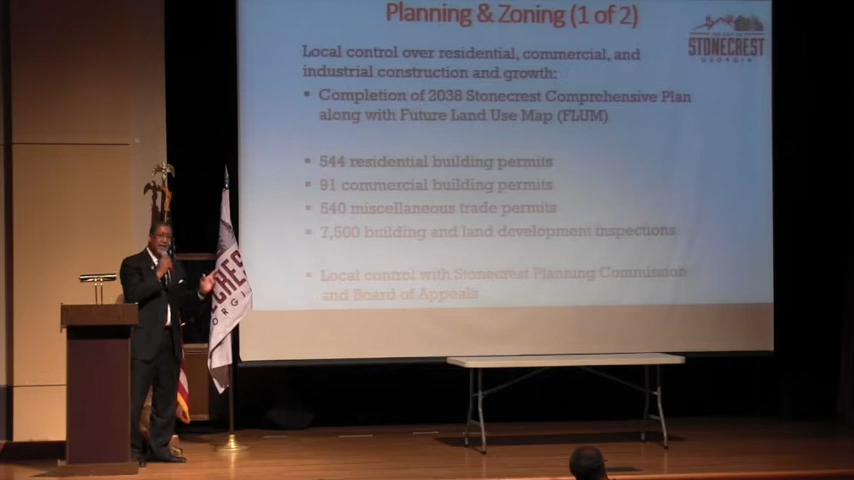 Planning & Zoning (1 of 2)
THE CITY OF
STONECREST
GEORGIA
Local control over residential, commercial, and
industrial construction and growth:
▪ Completion of 2038 Stonecrest Comprehensive Plan
along with Future Land Use Map (FLUM)
▪ 544 residential building permits
▪ 91 commercial building permits
▪ 540 miscellaneous trade permits
▪ 7,500 building and land development inspections
▪ Local control with Stonecrest Planning Commission
and Board of Appeals